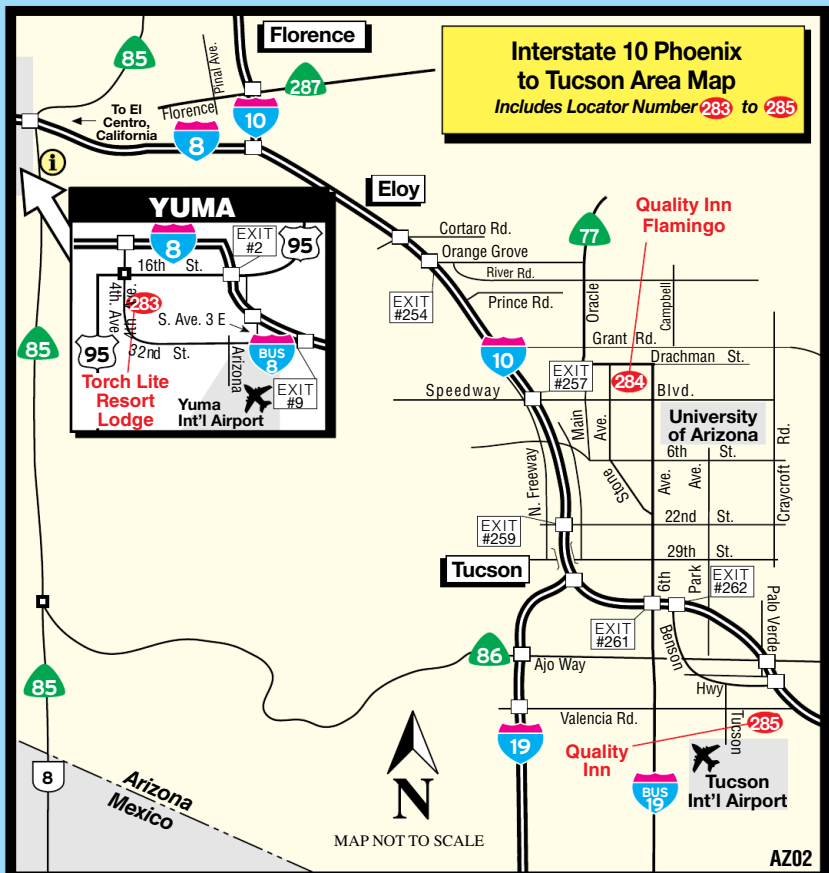 Interstate 10 Phoenix
to Tucson Area Map
Includes Locator Number 283 to 285
Florence
85
Pinal Ave.
287
Florence
10
To El
Centro,
California
8
i
Eloy
YUMA
8
EXIT
#2
95
16th St.
4th. Ave
Ave.
283
S. Ave. 3 E
95
32nd St.
Arizona
BUS
8
EXIT
#9
Torch Lite
Resort
Lodge
Yuma
Int'l Airport
85
Cortaro Rd.
Orange Grove
River Rd.
Prince Rd.
EXIT
#254
77
Quality Inn
Flamingo
Oracle
Campbell
Grant Rd.
Drachman St.
10
EXIT
#257
284
Speedway
Blvd.
University
of Arizona
Main
Ave.
6th St.
Stone
Ave.
Ave.
Craycroft Rd.
N. Freeway
EXIT
#259
22nd St.
29th St.
Tucson
6th
Park
EXIT
#262
Palo Verde
EXIT
#261
Benson
Hwy
86
Ajo Way
85
Valencia Rd.
Tucson
285
19
Quality
Inn
Tucson
Int'l Airport
BUS
19
8
Arizona
Mexico
N
MAP NOT TO SCALE
AZ02